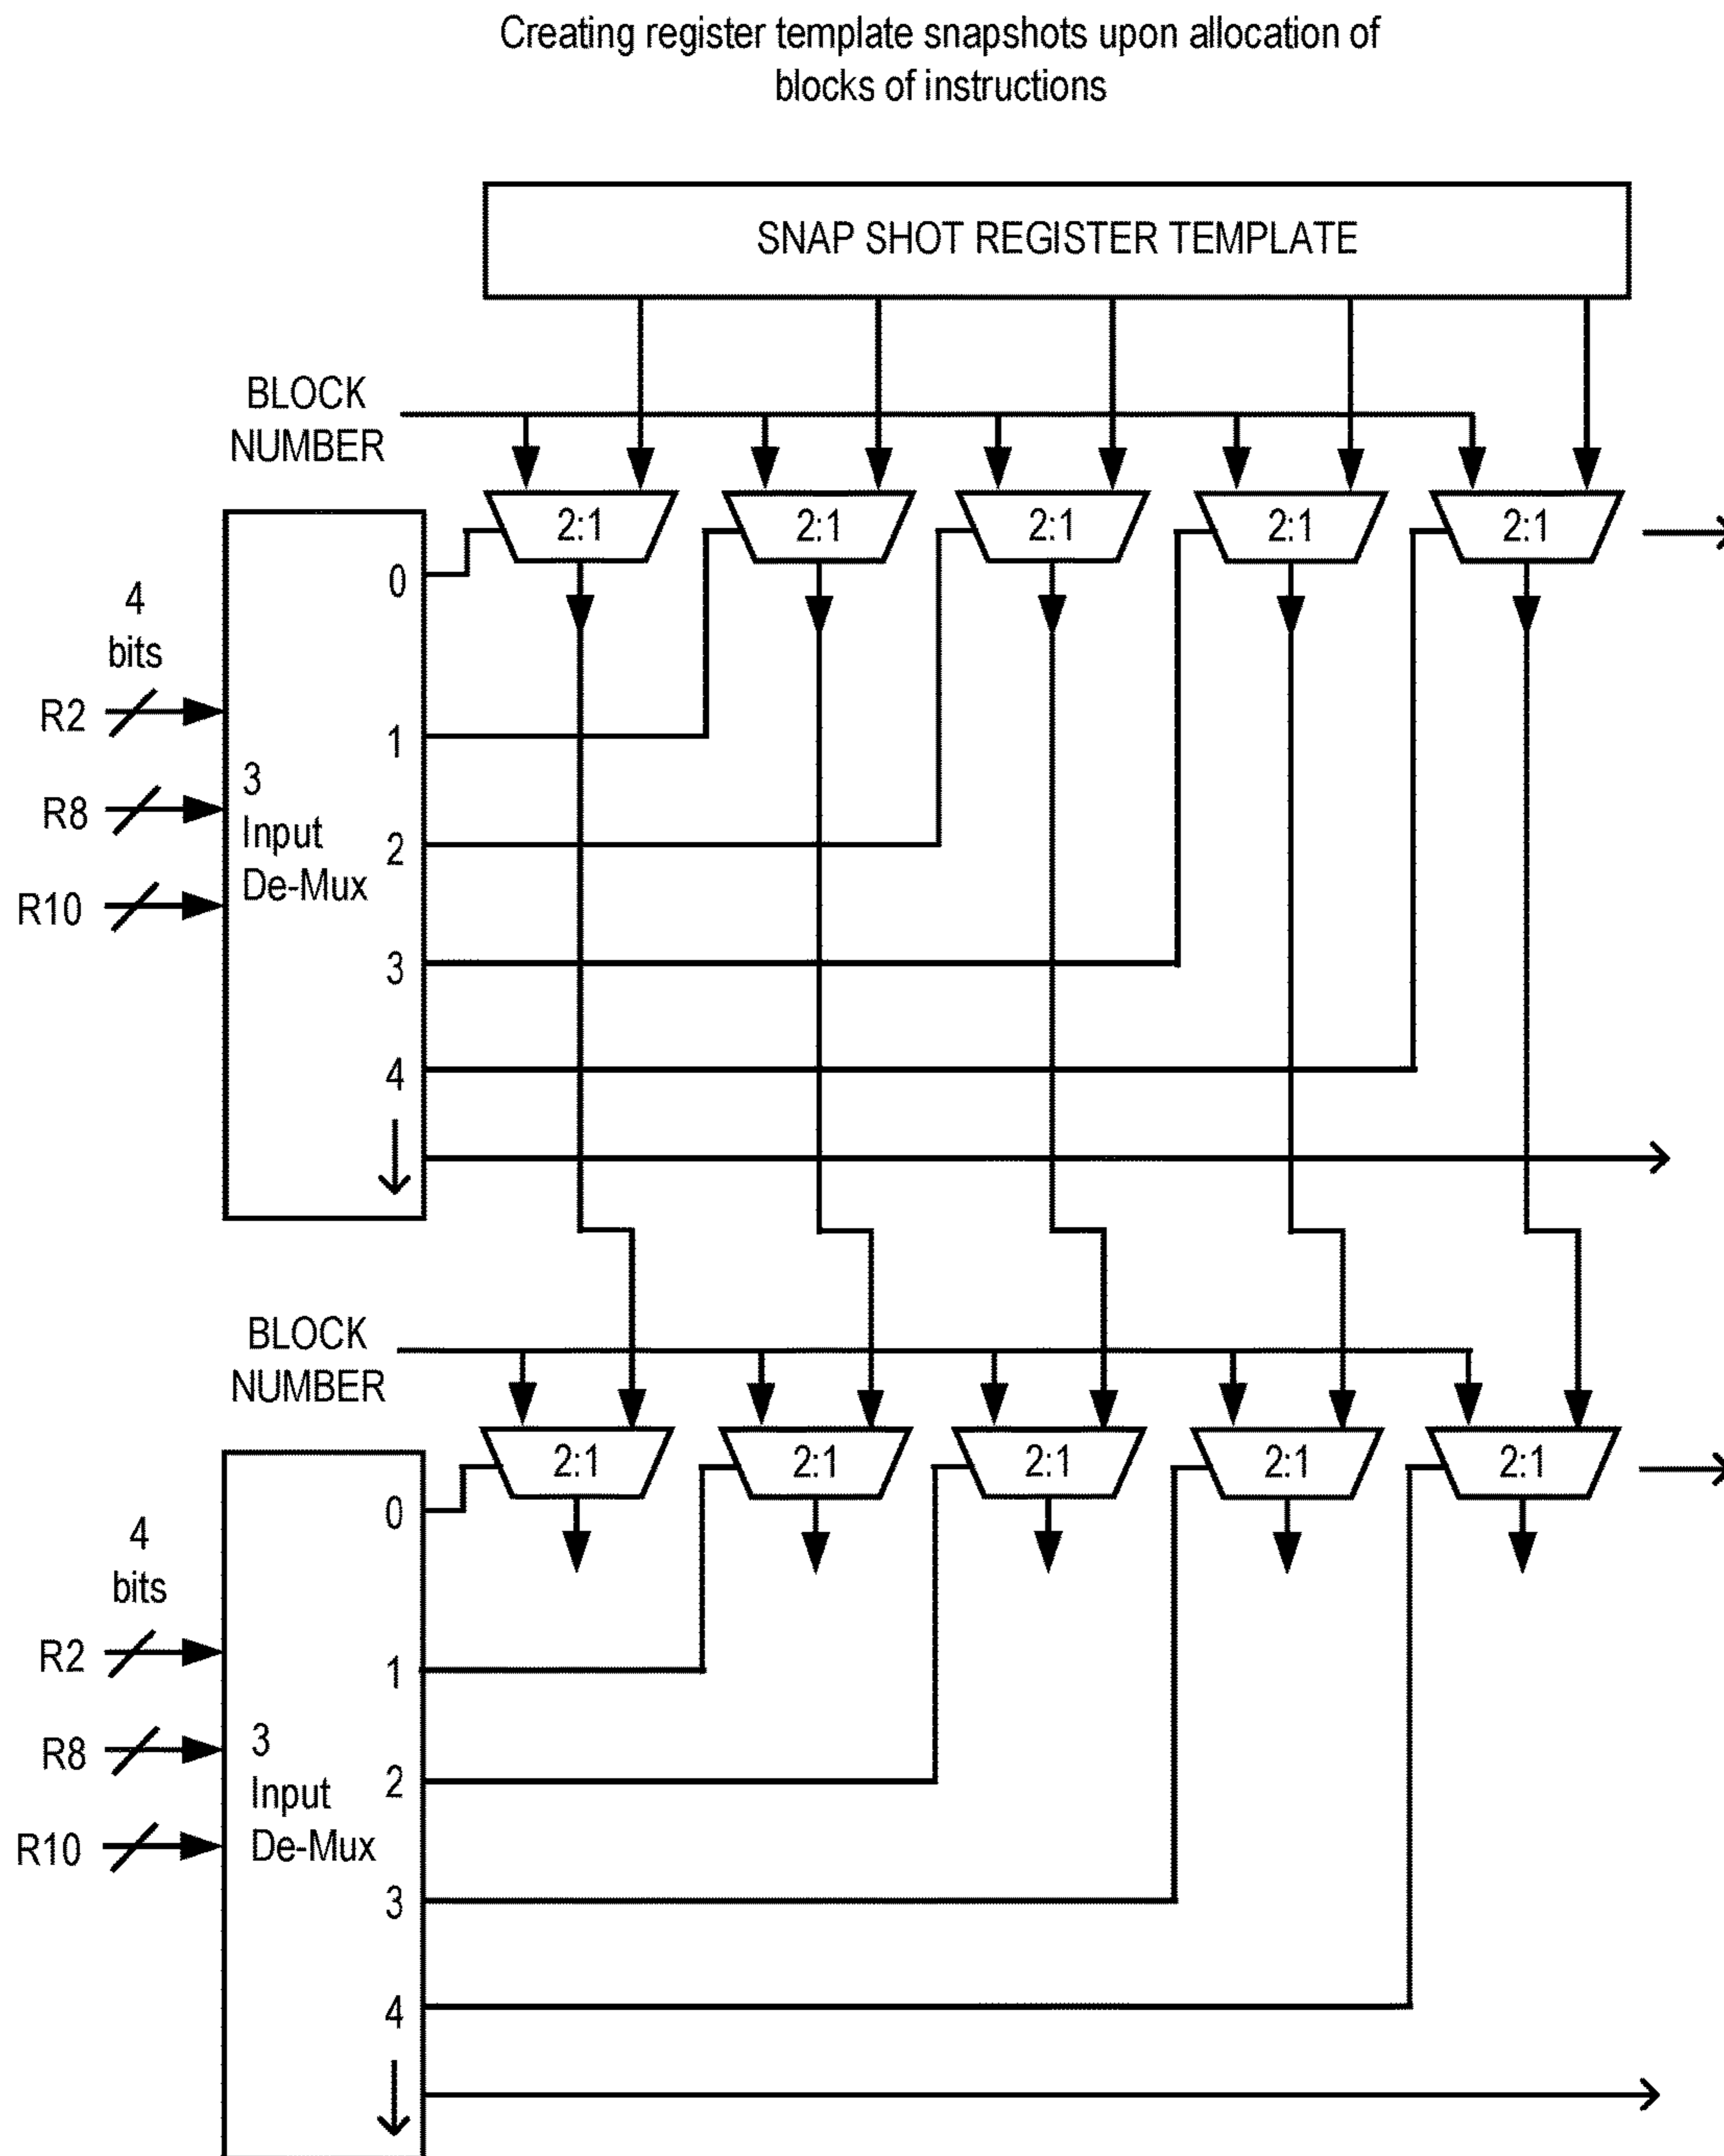 Creating register template snapshots upon allocation of
blocks of instructions
SNAP SHOT REGISTER TEMPLATE
BLOCK
NUMBER
2:1
2:1
2:1
2:1
2:1
0
4
bits
R2
1
3
R8
Input
2
De-Mux
R10
3
4
BLOCK
NUMBER
2:1
2:1
2:1
2:1
2:1
0
4
bits
R2
1
3
R8
Input
2
De-Mux
R10
3
4